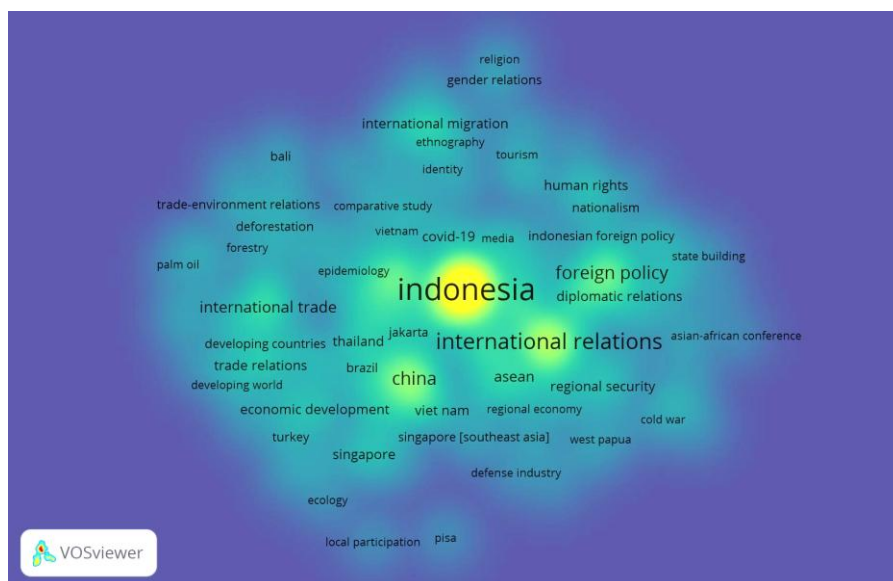 religion
gender relations
international migration
ethnography
tourism
bali
identity
human rights
trade-environment relations
comparative study
nationalism
deforestation
vietnam
covid-19
media
indonesian foreign policy
forestry
state building
palm oil
epidemiology
foreign policy
indonesia
diplomatic relations
international trade
jakarta
asian-african conference
developing countries
thailand
international relations
trade relations
brazil
china
asean
developing world
regional security
economic development
viet nam
regional economy
cold war
turkey
singapore [southeast asia]
west papua
singapore
defense industry
ecology
local participation
pisa
VOSviewer